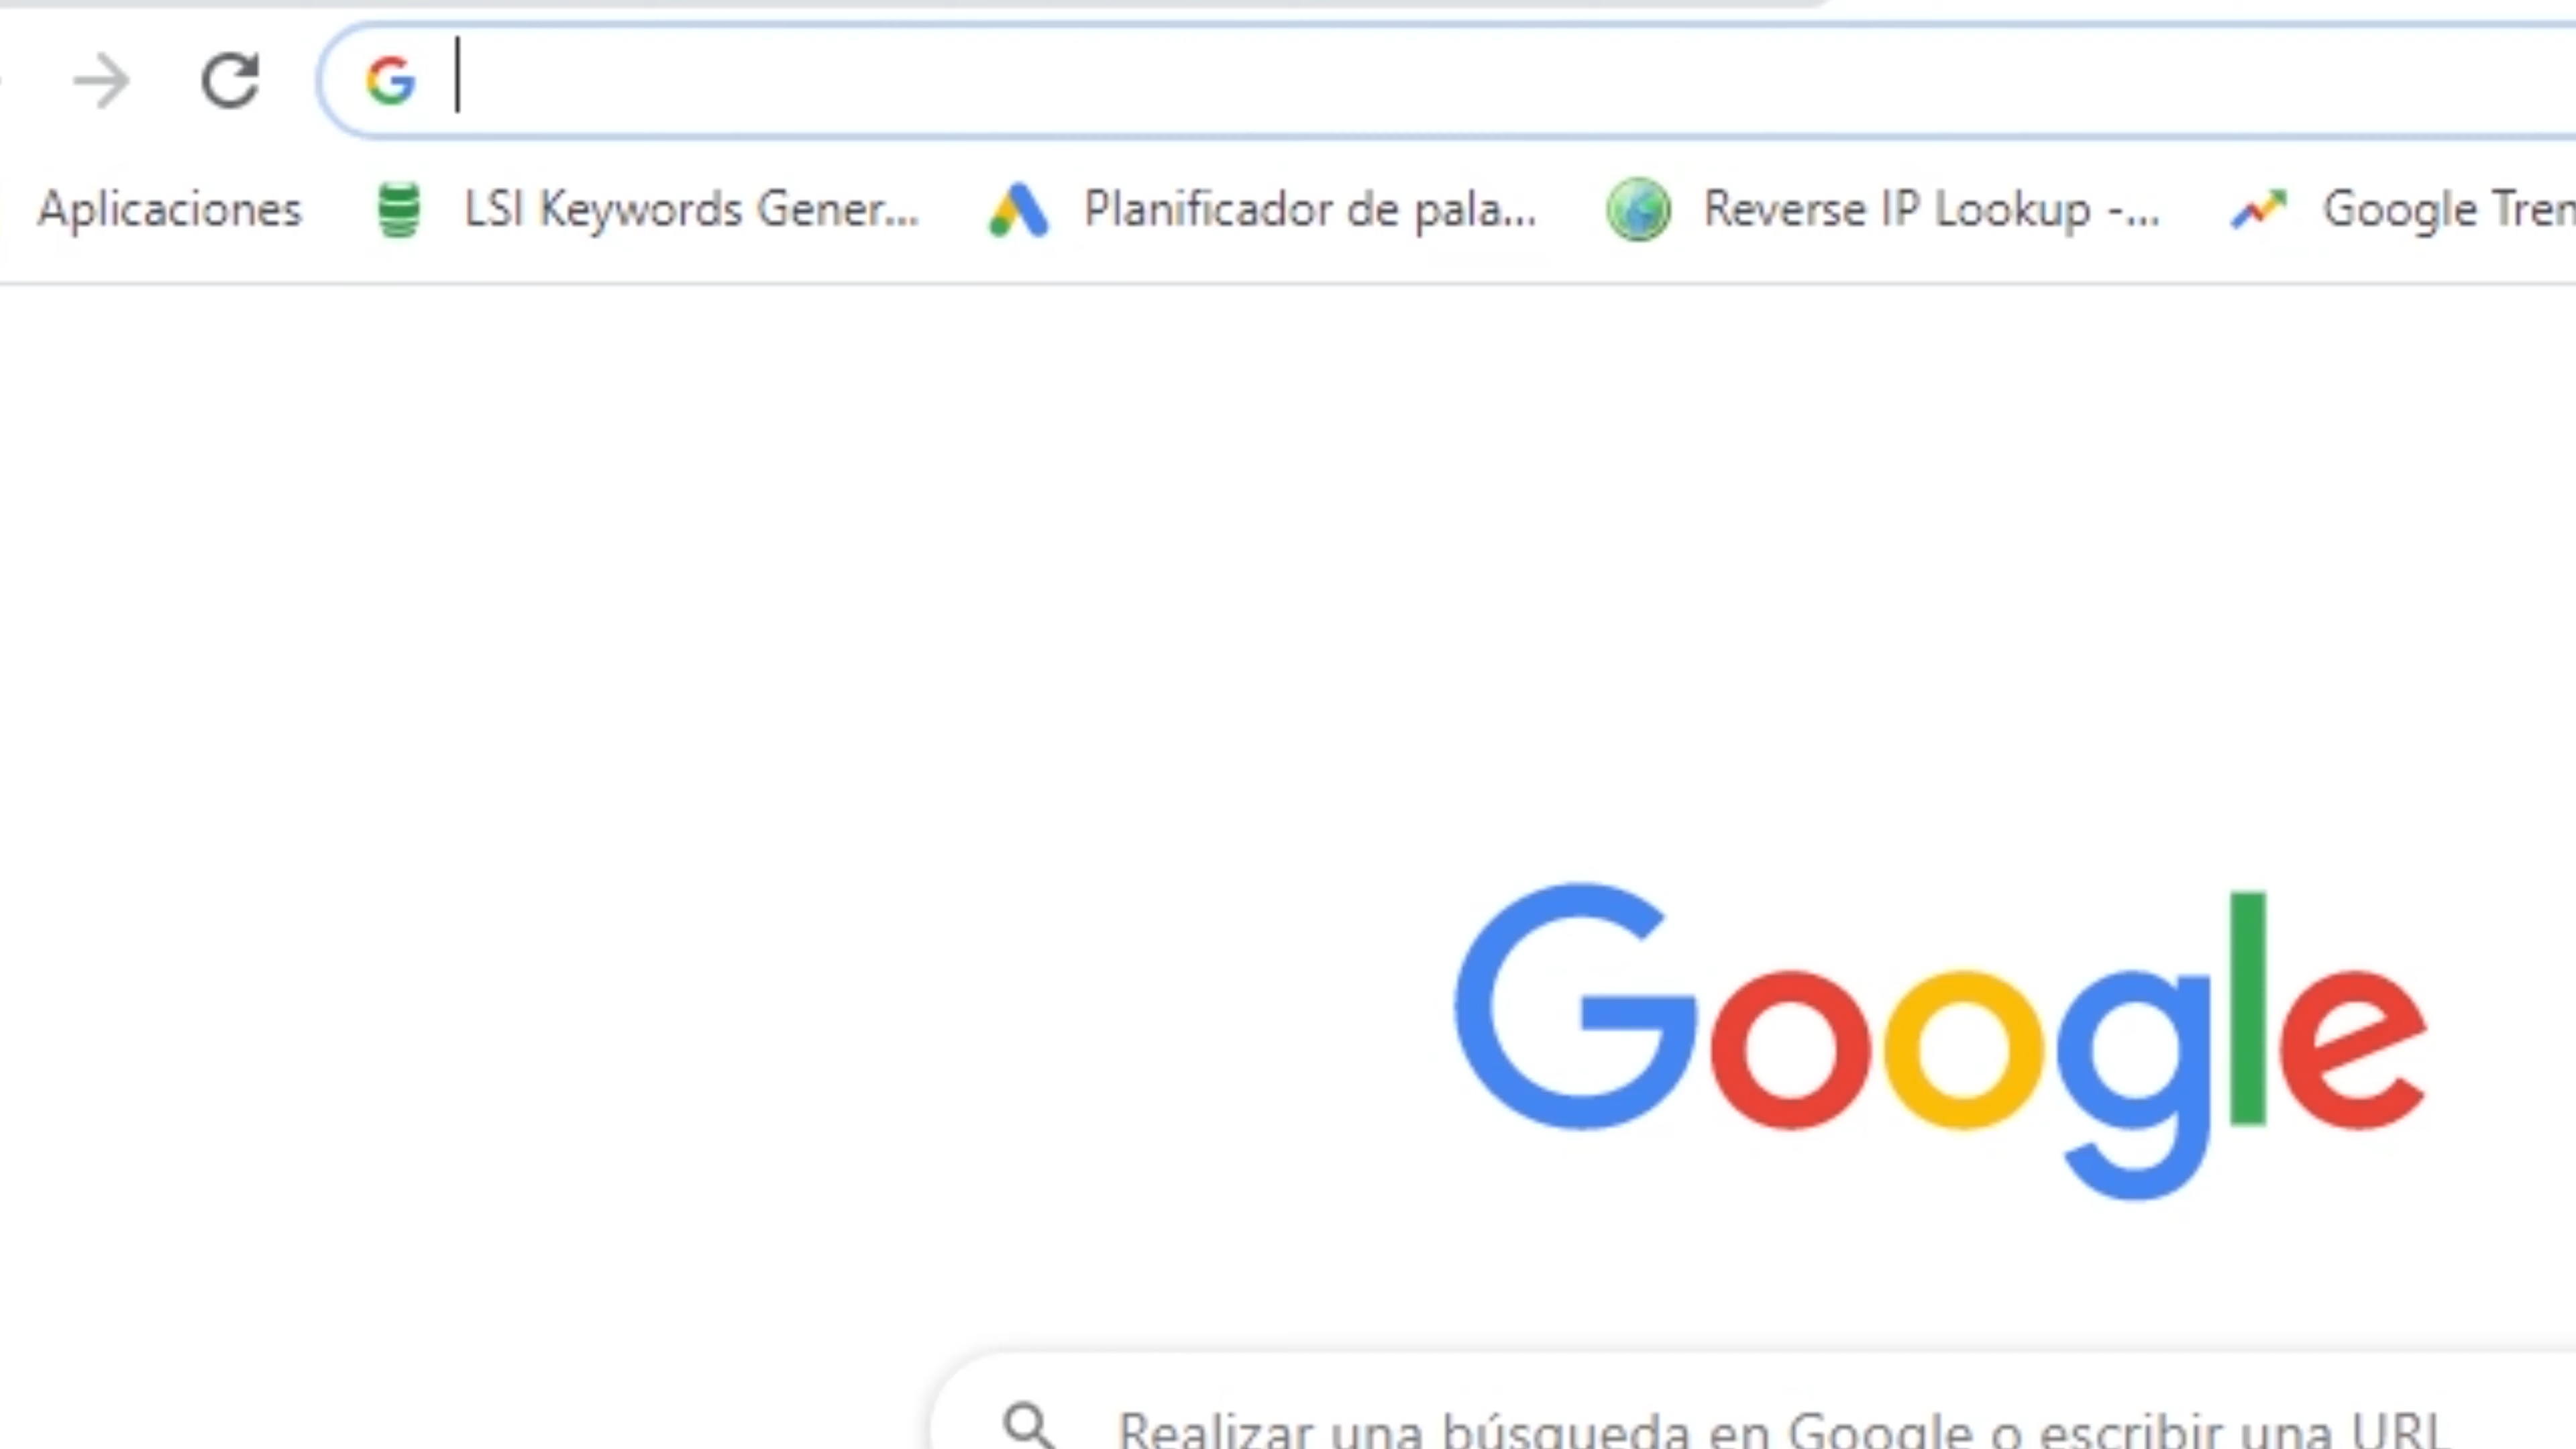 Aplicaciones LSI Keywords Gener... Planificador de pala... Reverse IP Lookup -... Google Tren
Google
Realizar una búsqueda en Google o escribir una URL